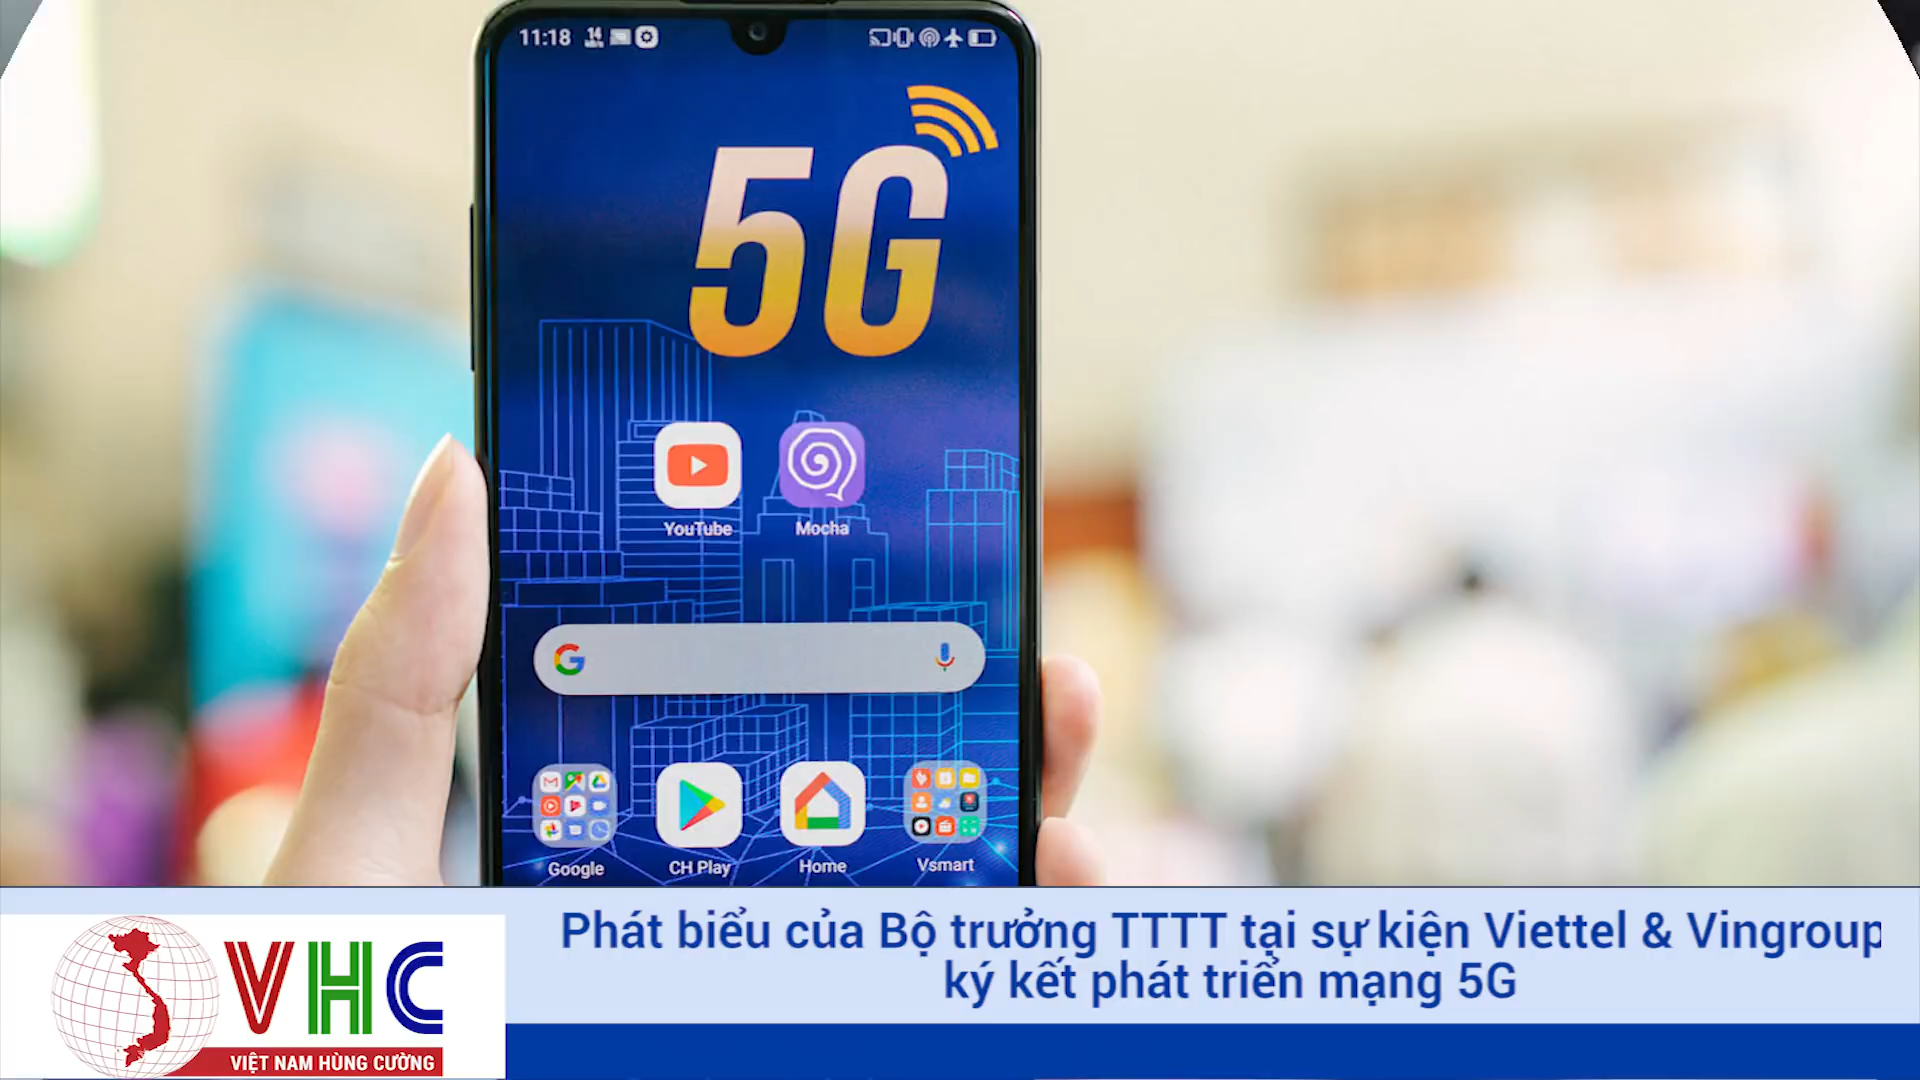 11:18
14
5G
YouTube
Mocha
Google
CH Play
Home
Vsmart
Phát biểu của Bộ trưởng TTTT tại sự kiện Viettel & Vingroup
ký kết phát triển mạng 5G
VHC
VIỆT NAM HÙNG CƯỜNG